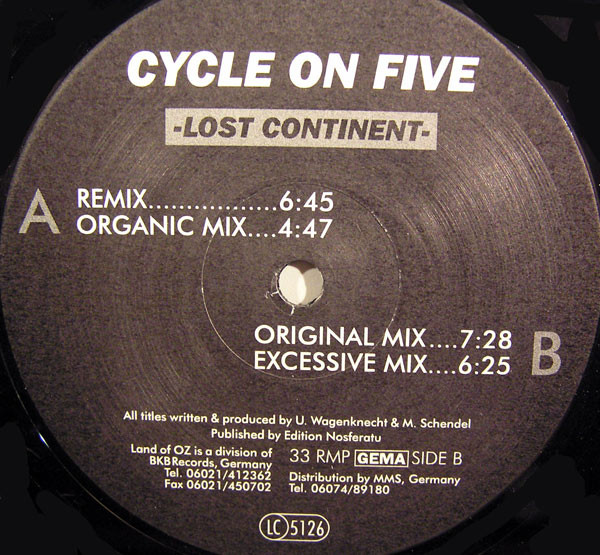 CYCLE ON FIVE
-LOST CONTINENT-
A
REMIX.................6:45
ORGANIC MIX....4:47
ORIGINAL MIX....7:28
EXCESSIVE MIX....6:25
B
All titles written & produced by U. Wagenknecht & M. Schendel
Published by Edition Nosferatu
Land of OZ is a division of
BKBRecords, Germany
Tel. 06021/412362
Fax 06021/450702
33 RMP GEMA SIDE B
Distribution by MMS, Germany
Tel. 06074/89180
LC 5126